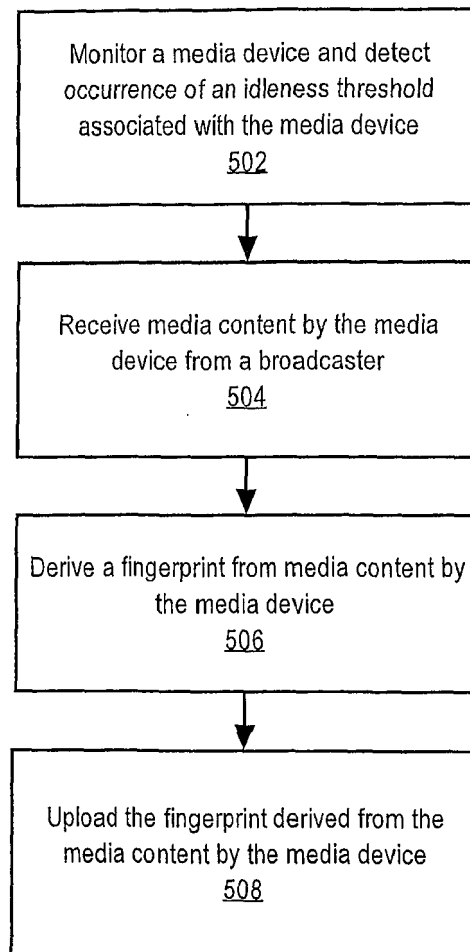 Monitor a media device and detect
occurrence of an idleness threshold
associated with the media device
502
Receive media content by the media
device from a broadcaster
504
Derive a fingerprint from media content by
the media device
506
Upload the fingerprint derived from the
media content by the media device
508